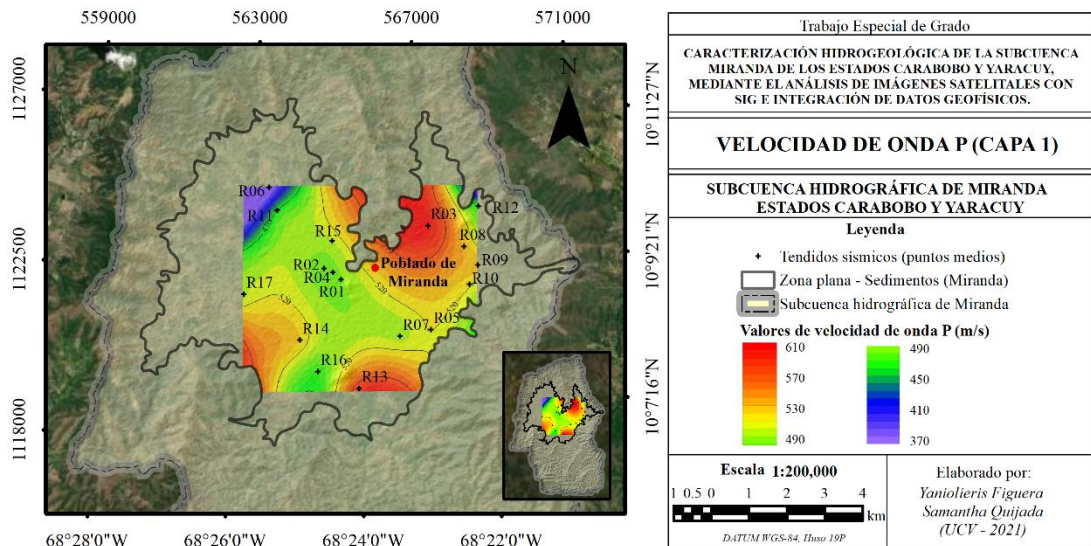 559000 563000 567000 571000
1127000
1122500
1118000
10°11'27"N
10°9'21"N
10°7'16"N
68°28'0"W 68°26'0"W 68°24'0"W 68°22'0"W
N
R06
R11
R03
R12
R15
R08
R02
R04
R01
Poblado de
Miranda
R09
R10
R17
520
520
R14
R07
R05
R16
R13
Trabajo Especial de Grado
CARACTERIZACIÓN HIDROGEOLÓGICA DE LA SUBCUENCA
MIRANDA DE LOS ESTADOS CARABOBO Y YARACUY,
MEDIANTE EL ANÁLISIS DE IMÁGENES SATELITALES CON
SIG E INTEGRACIÓN DE DATOS GEOFÍSICOS.
VELOCIDAD DE ONDA P (CAPA 1)
SUBCUENCA HIDROGRÁFICA DE MIRANDA
ESTADOS CARABOBO Y YARACUY
Leyenda
Tendidos sísmicos (puntos medios)
Zona plana - Sedimentos (Miranda)
Subcuenca hidrográfica de Miranda
Valores de velocidad de onda P (m/s)
610
570
530
490
490
450
410
370
Escala 1:200,000
1 0.5 0 1 2 3 4
km
DATUM WGS-84, Huso 19P
Elaborado por:
Yaniolieris Figuera
Samantha Quijada
(UCV - 2021)